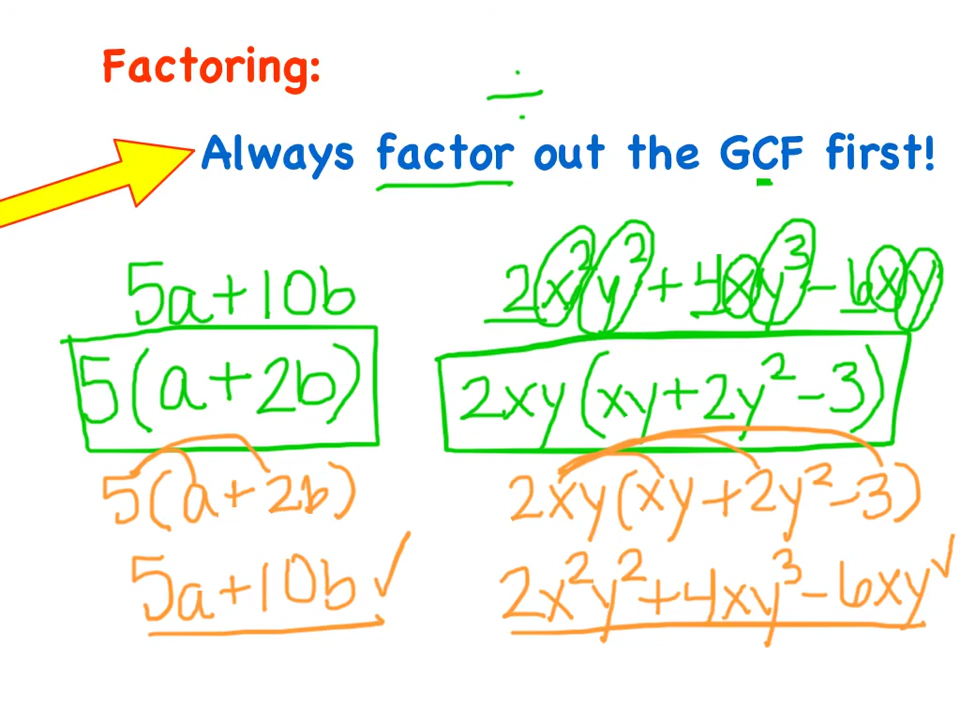 Factoring:
÷
Always factor out the GCF first!
5a+10b
5(a+2b)
5(a+2b)
5a+10b✓
2x²y²+4xy³-6xy
2xy(xy+2y²-3)
2xy(xy+2y²-3)
2x²y²+4xy³-6xy✓